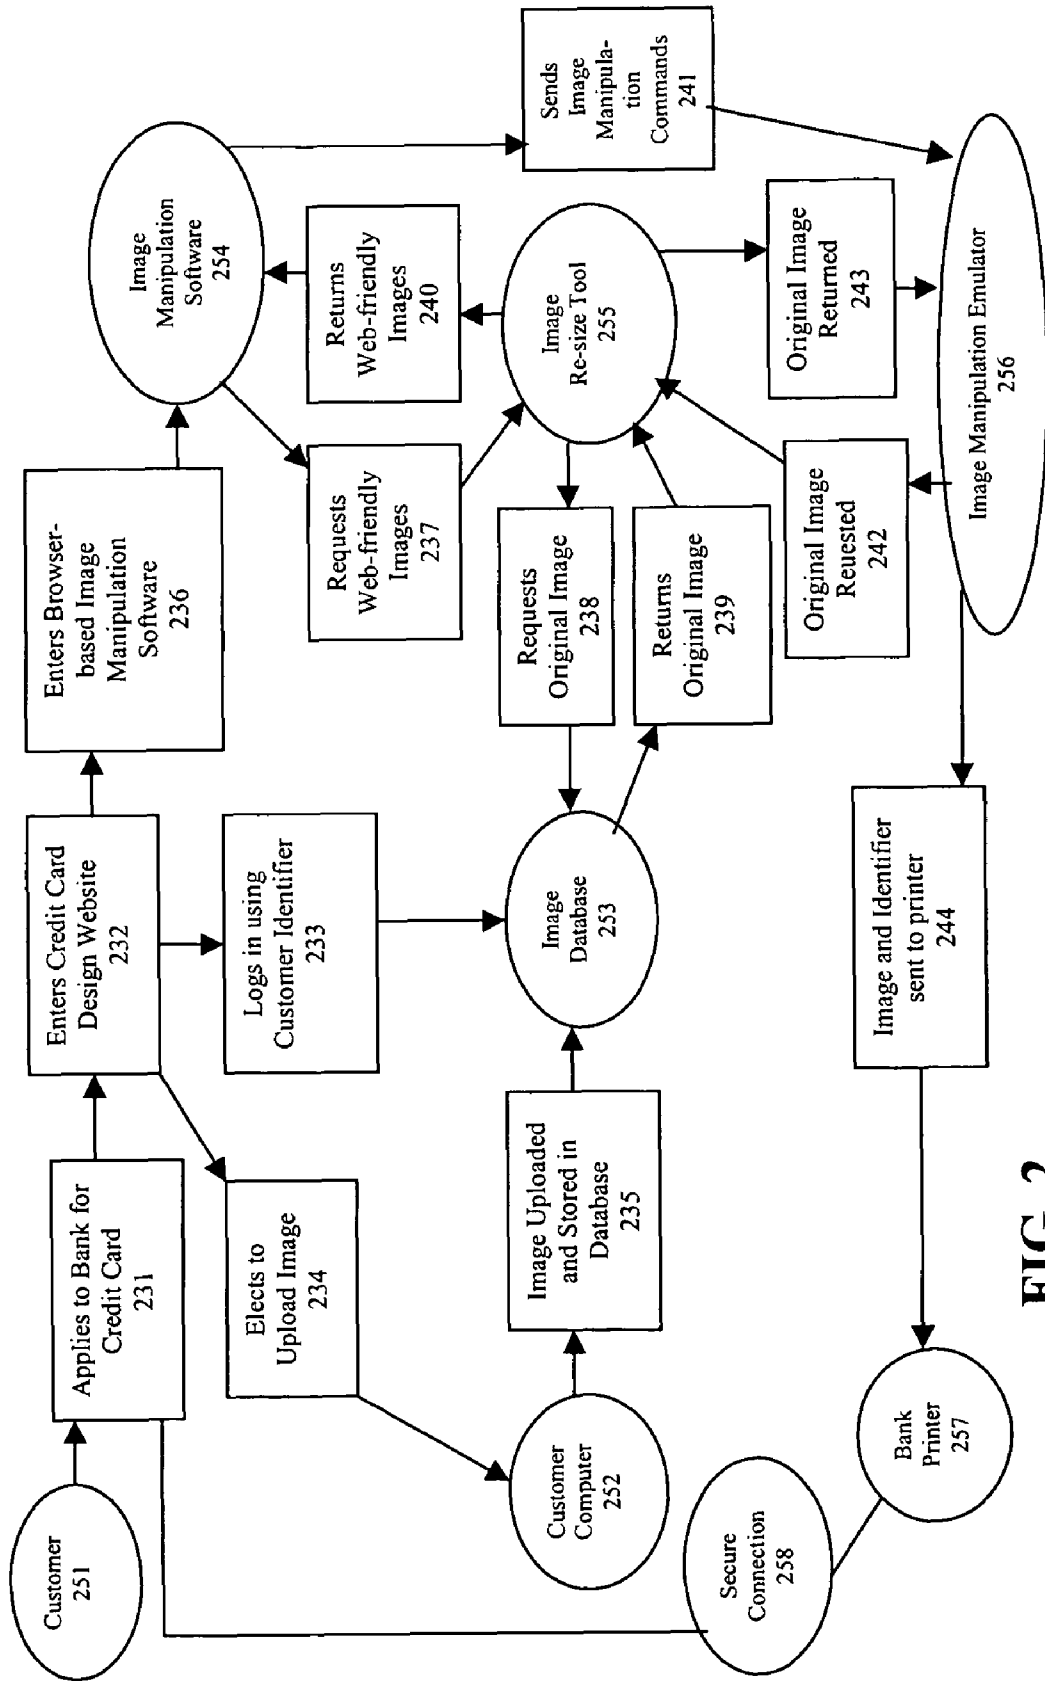 Customer
251
Applies to Bank for
Credit Card
231
Enters Credit Card
Design Website
232
Enters Browser-
based Image
Manipulation
Software
236
Image
Manipulation
Software
254
Elects to
Upload Image
234
Logs in using
Customer Identifier
233
Requests
Web-friendly
Images
237
Returns
Web-friendly
Images
240
Sends
Image
Manipula-
tion
Commands
241
Customer
Computer
252
Image Uploaded
and Stored in
Database
235
Image
Database
253
Requests
Original Image
238
Returns
Original Image
239
Image
Re-size Tool
255
Original Image
Reuested
242
Original Image
Returned
243
Secure
Connection
258
Bank
Printer
257
Image and Identifier
sent to printer
244
Image Manipulation Emulator
256
FIG. 2